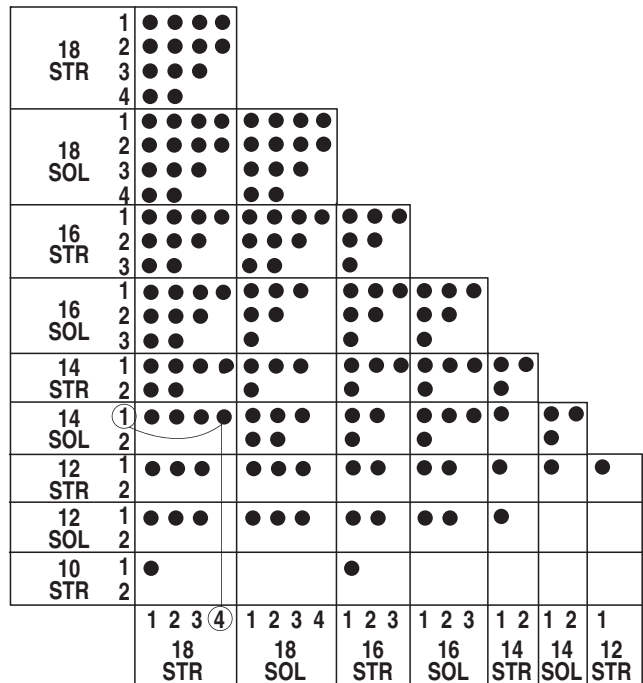 18 STR 1
2
3
4
18 SOL 1
2
3
4
16 STR 1
2
3
16 SOL 1
2
3
14 STR 1
2
14 SOL 1
2
12 STR 1
2
12 SOL 1
2
10 STR 1
2
1 2 3 4 1 2 3 4 1 2 3 1 2 3 1 2 1 2 1
18 18 16 16 14 14 12
STR SOL STR SOL STR SOL STR